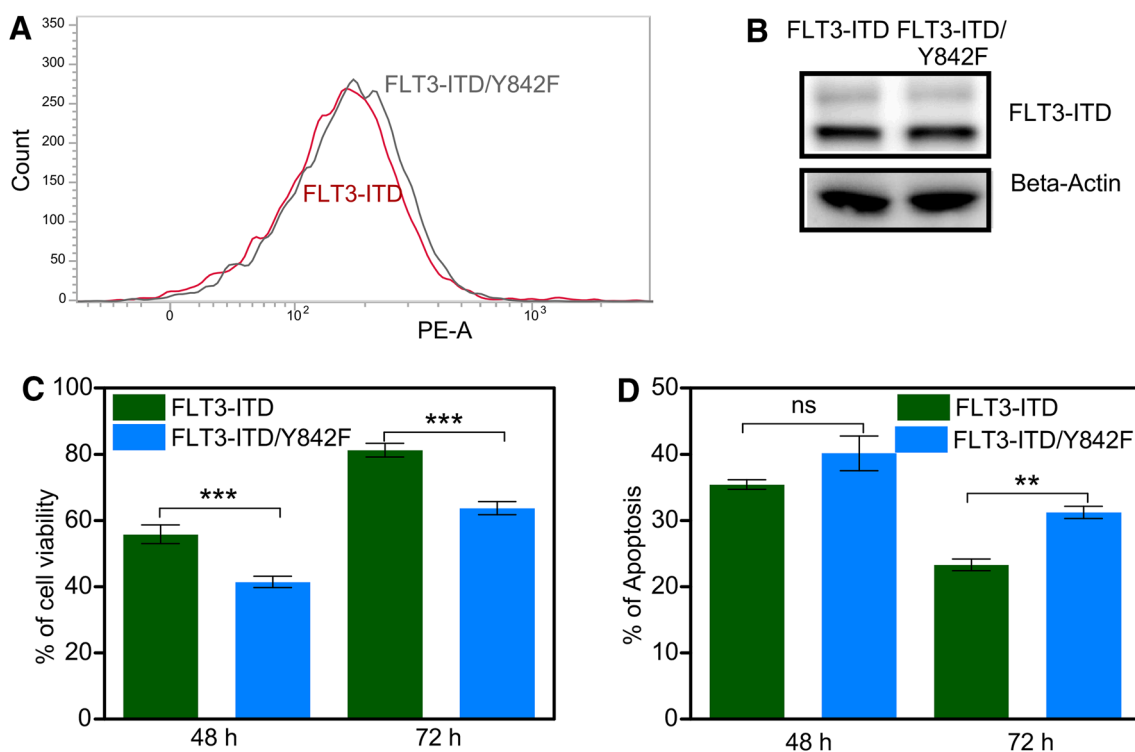 A
350
300
250
200
150
100
50
0
Count
FLT3-ITD/Y842F
FLT3-ITD
0
10²
10³
PE-A
B
FLT3-ITD FLT3-ITD/
Y842F
FLT3-ITD
Beta-Actin
C
100
80
60
40
20
0
% of cell viability
FLT3-ITD
FLT3-ITD/Y842F
***
***
48 h
72 h
D
50
40
30
20
10
0
% of Apoptosis
ns
FLT3-ITD
FLT3-ITD/Y842F
**
48 h
72 h